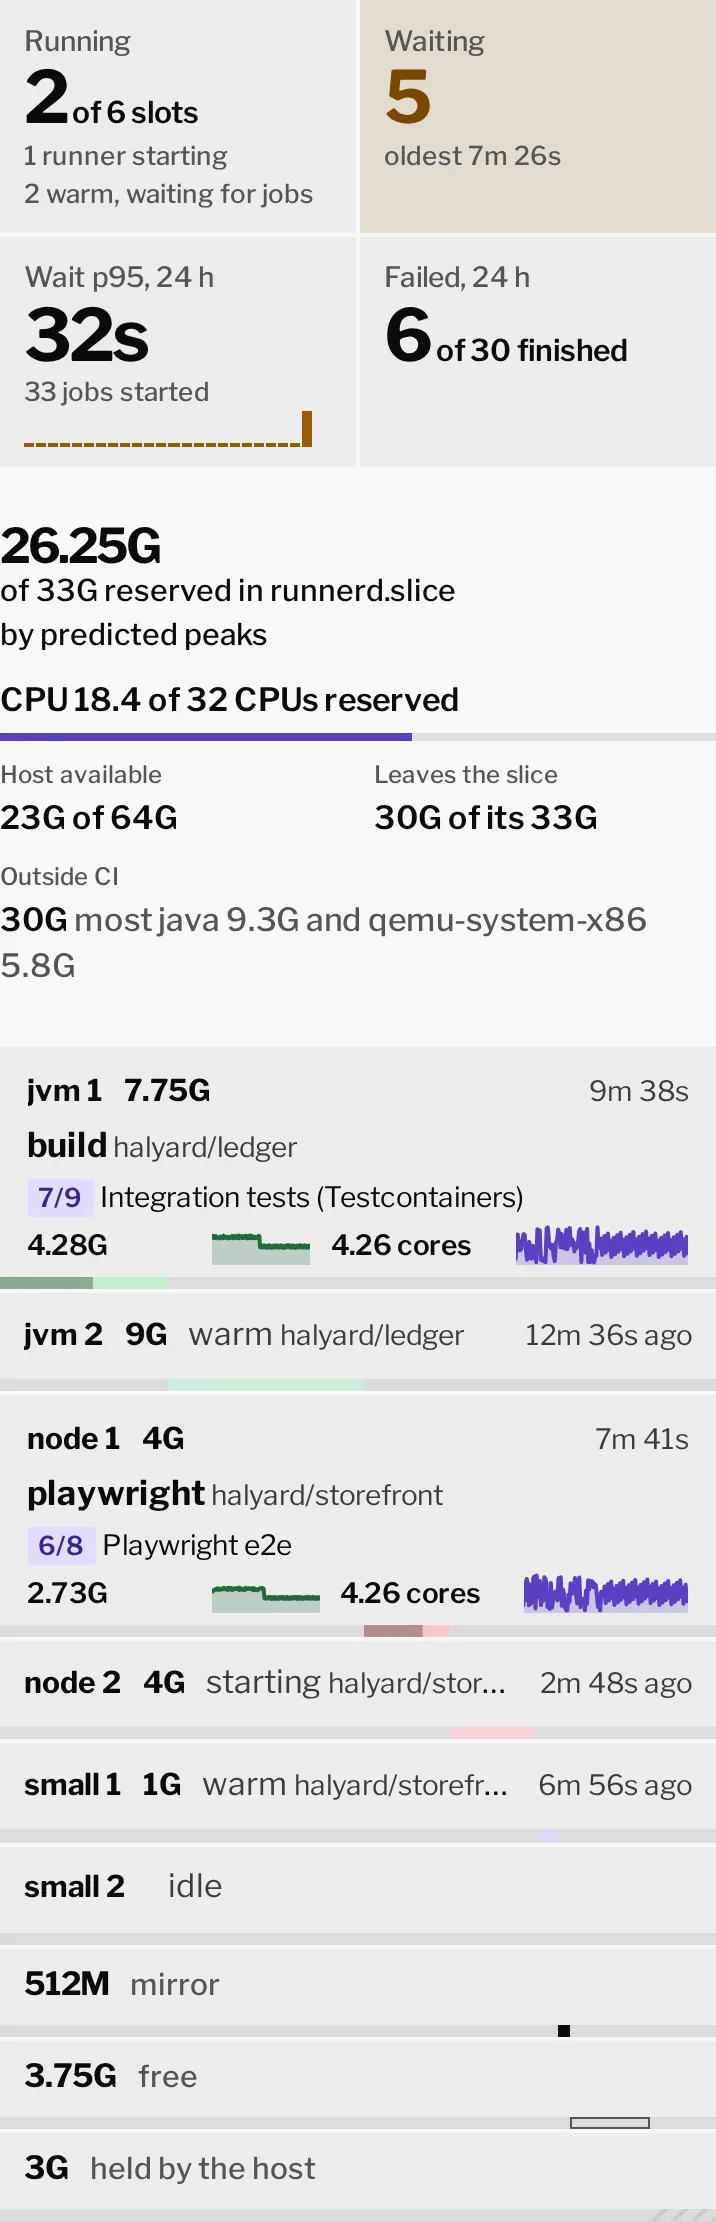 Running
2 of 6 slots
1 runner starting
2 warm, waiting for jobs
Waiting
5
oldest 7m 26s
Wait p95, 24 h
32s
33 jobs started
Failed, 24 h
6 of 30 finished
26.25G
of 33G reserved in runnerd.slice
by predicted peaks
CPU 18.4 of 32 CPUs reserved
Host available
23G of 64G
Leaves the slice
30G of its 33G
Outside CI
30G most java 9.3G and qemu-system-x86
5.8G
jvm 1 7.75G 9m 38s
build halyard/ledger
7/9 Integration tests (Testcontainers)
4.28G 4.26 cores
jvm 2 9G warm halyard/ledger 12m 36s ago
node 1 4G 7m 41s
playwright halyard/storefront
6/8 Playwright e2e
2.73G 4.26 cores
node 2 4G starting halyard/stor... 2m 48s ago
small 1 1G warm halyard/storefr... 6m 56s ago
small 2 idle
512M mirror
3.75G free
3G held by the host